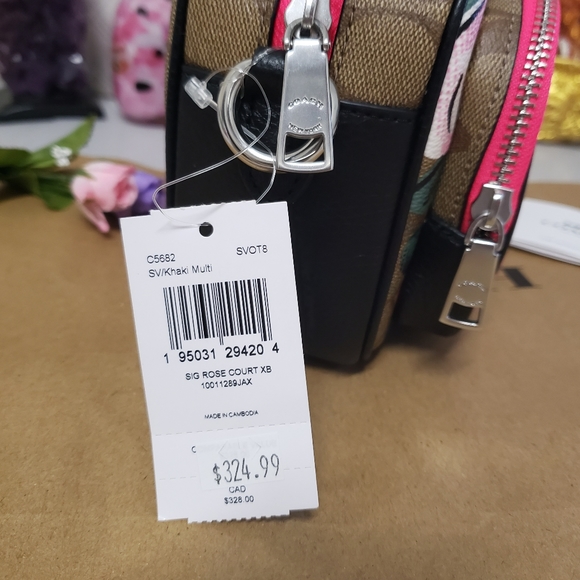 COACH
C5682 SVOT8
SV/Khaki Multi
1 95031 29420 4
SIG ROSE COURT XB
10011289JAX
MADE IN CAMBODIA
$324.99
CAD
$328.00